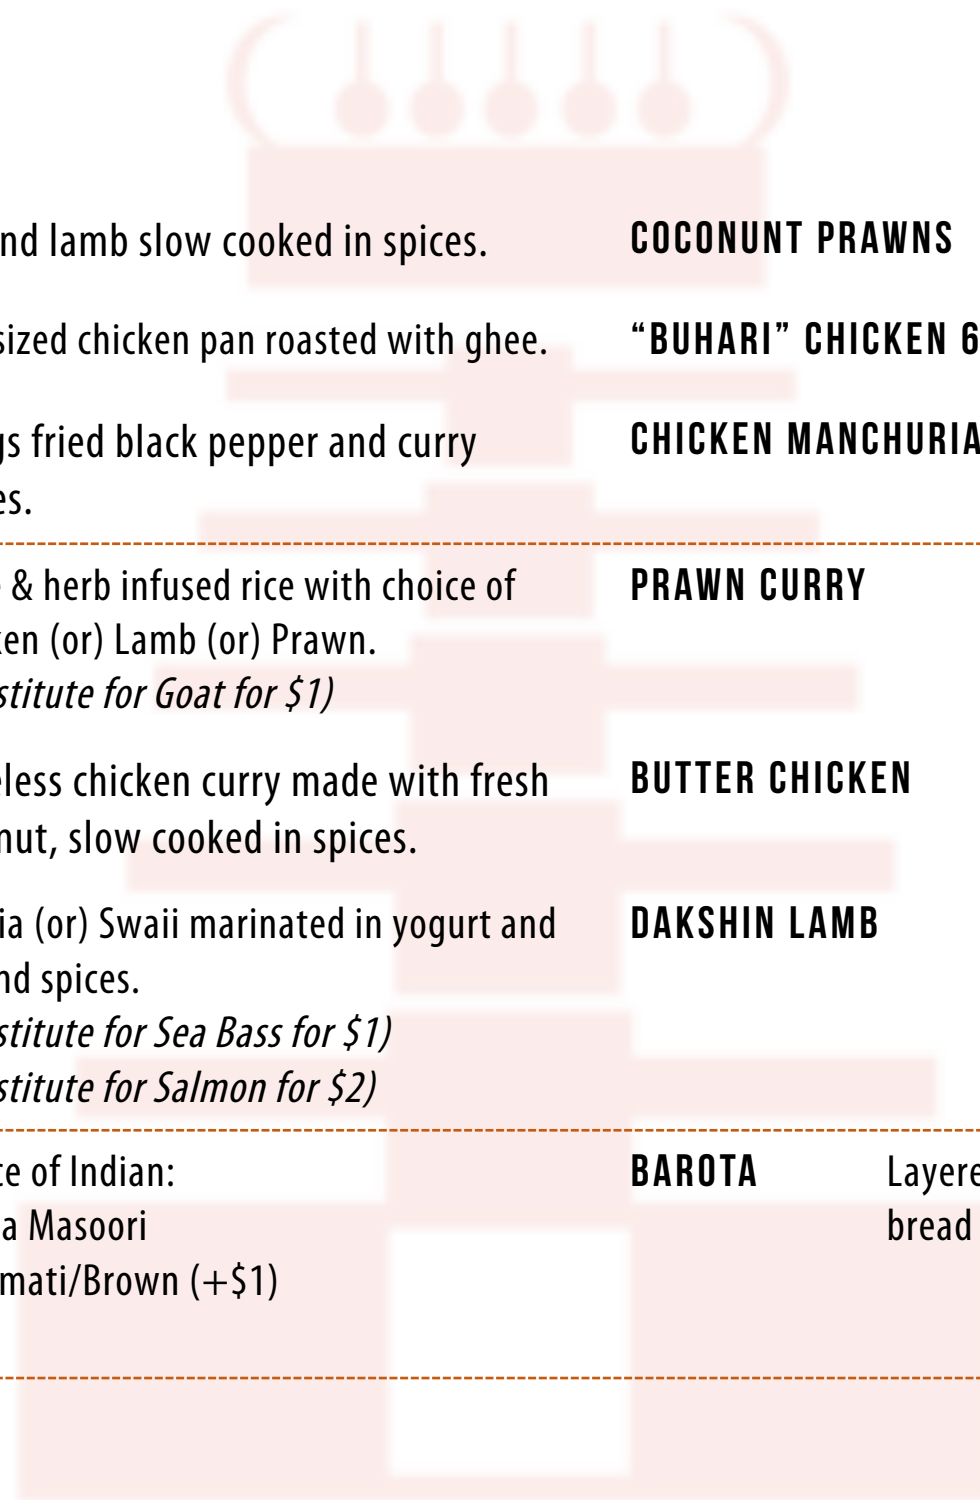 nd lamb slow cooked in spices.
COCONUNT PRAWNS
sized chicken pan roasted with ghee.
“BUHARI” CHICKEN 6
gs fried black pepper and curry
es.
CHICKEN MANCHURIA
& herb infused rice with choice of
ken (or) Lamb (or) Prawn.
stitute for Goat for $1)
PRAWN CURRY
eless chicken curry made with fresh
nut, slow cooked in spices.
BUTTER CHICKEN
ia (or) Swaii marinated in yogurt and
nd spices.
stitute for Sea Bass for $1)
stitute for Salmon for $2)
DAKSHIN LAMB
ce of Indian:
a Masoori
mati/Brown (+$1)
BAROTA
Layere
bread